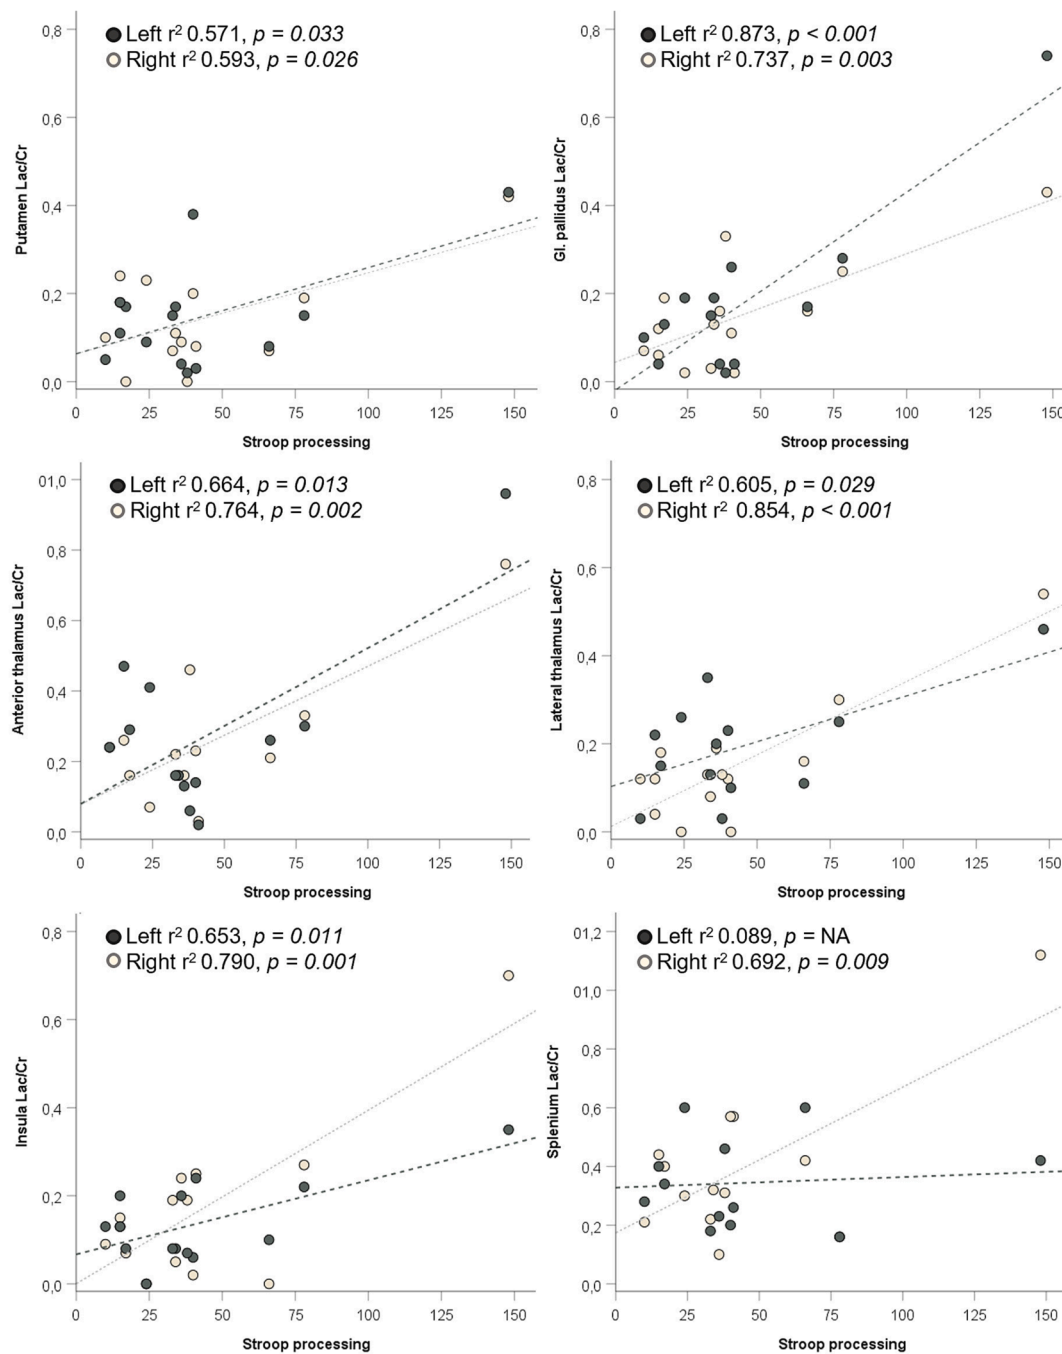 Left r² 0.571, p = 0.033
Right r² 0.593, p = 0.026
0,8
0,6
0,4
0,2
0,0
Putamen Lac/Cr
0 25 50 75 100 125 150
Stroop processing
Left r² 0.873, p < 0.001
Right r² 0.737, p = 0.003
0,8
0,6
0,4
0,2
0,0
Gl. pallidus Lac/Cr
0 25 50 75 100 125 150
Stroop processing
Left r² 0.664, p = 0.013
Right r² 0.764, p = 0.002
01,0
0,8
0,6
0,4
0,2
0,0
Anterior thalamus Lac/Cr
0 25 50 75 100 125 150
Stroop processing
Left r² 0.605, p = 0.029
Right r² 0.854, p < 0.001
0,8
0,6
0,4
0,2
0,0
Lateral thalamus Lac/Cr
0 25 50 75 100 125 150
Stroop processing
Left r² 0.653, p = 0.011
Right r² 0.790, p = 0.001
0,8
0,6
0,4
0,2
0,0
Insula Lac/Cr
0 25 50 75 100 125 150
Stroop processing
Left r² 0.089, p = NA
Right r² 0.692, p = 0.009
01,2
01,0
0,8
0,6
0,4
0,2
0,0
Splenium Lac/Cr
0 25 50 75 100 125 150
Stroop processing